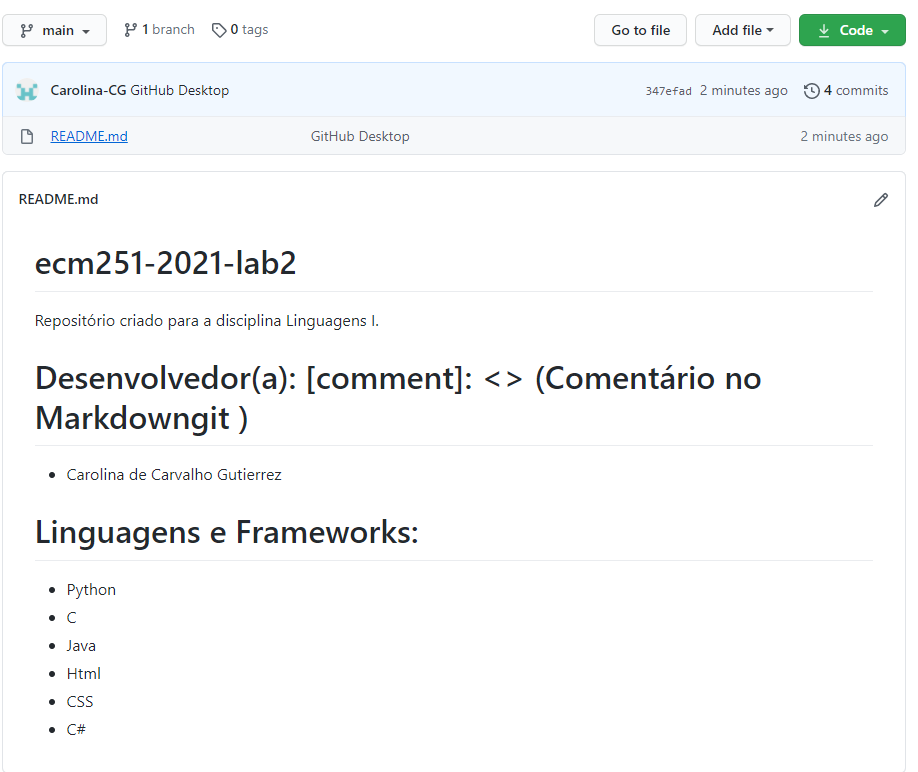 main 1 branch 0 tags Go to file Add file Code
Carolina-CG GitHub Desktop 347efad 2 minutes ago 4 commits
README.md GitHub Desktop 2 minutes ago
README.md
ecm251-2021-lab2
Repositório criado para a disciplina Linguagens I.
Desenvolvedor(a): [comment]: <> (Comentário no
Markdowngit )
• Carolina de Carvalho Gutierrez
Linguagens e Frameworks:
• Python
• C
• Java
• Html
• CSS
• C#